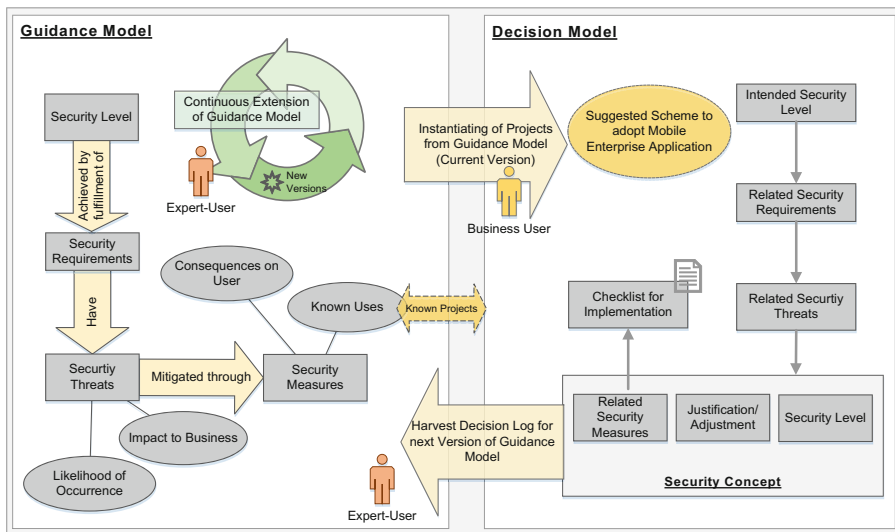 Guidance Model
Security Level
Achieved by
fulfillment of
Security
Requirements
Have
Securtiy
Threats
Likelihood of
Occurrence
Impact to Business
Mitigated through
Security
Measures
Consequences on
User
Known Uses
Continuous Extension
of Guidance Model
New
Versions
Expert-User
Known Projects
Instantiating of Projects
from Guidance Model
(Current Version)
Business User
Harvest Decision Log for
next Version of Guidance
Model
Expert-User
Decision Model
Suggested Scheme to
adopt Mobile
Enterprise Application
Intended Security
Level
Related Security
Requirements
Related Securtiy
Threats
Checklist for
Implementation
Related
Security
Measures
Justification/
Adjustment
Security Level
Security Concept